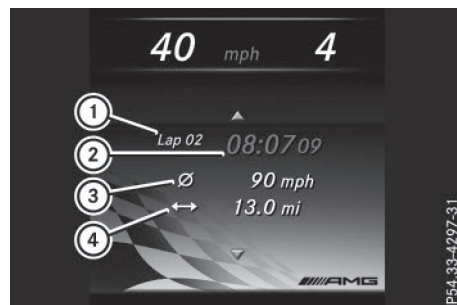 40 mph 4
1
Lap 02 08:07 09
2
3
Ø 90 mph
4
↔ 13.0 mi
AMG
P54.33-4297-31